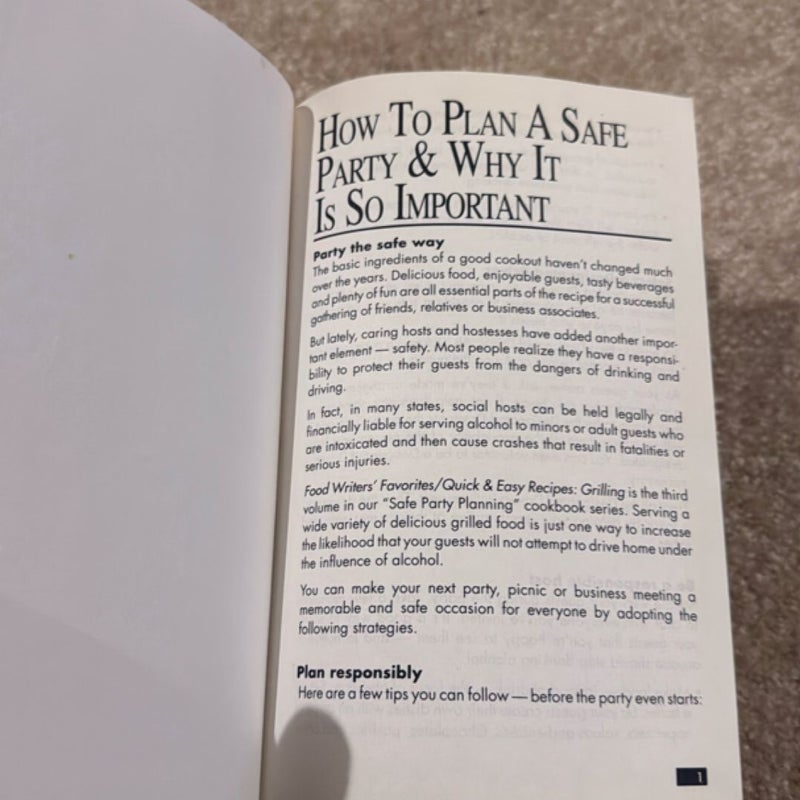 HOW TO PLAN A SAFE
PARTY & WHY IT
IS SO IMPORTANT
Party the safe way
The basic ingredients of a good cookout haven't changed much
over the years. Delicious food, enjoyable guests, tasty beverages
and plenty of fun are all essential parts of the recipe for a successful
gathering of friends, relatives or business associates.
But lately, caring hosts and hostesses have added another impor-
tant element — safety. Most people realize they have a responsi-
bility to protect their guests from the dangers of drinking and
driving.
In fact, in many states, social hosts can be held legally and
financially liable for serving alcohol to minors or adult guests who
are intoxicated and then cause crashes that result in fatalities or
serious injuries.
Food Writers' Favorites/Quick & Easy Recipes: Grilling is the third
volume in our "Safe Party Planning" cookbook series. Serving a
wide variety of delicious grilled food is just one way to increase
the likelihood that your guests will not attempt to drive home under
the influence of alcohol.
You can make your next party, picnic or business meeting a
memorable and safe occasion for everyone by adopting the
following strategies.
Plan responsibly
Here are a few tips you can follow — before the party even starts:
1